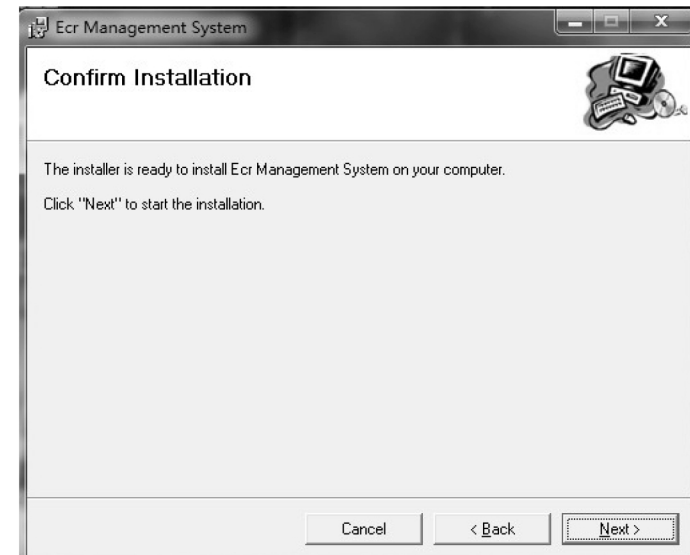 Ecr Management System
Confirm Installation
The installer is ready to install Ecr Management System on your computer.
Click "Next" to start the installation.
Cancel
< Back
Next >